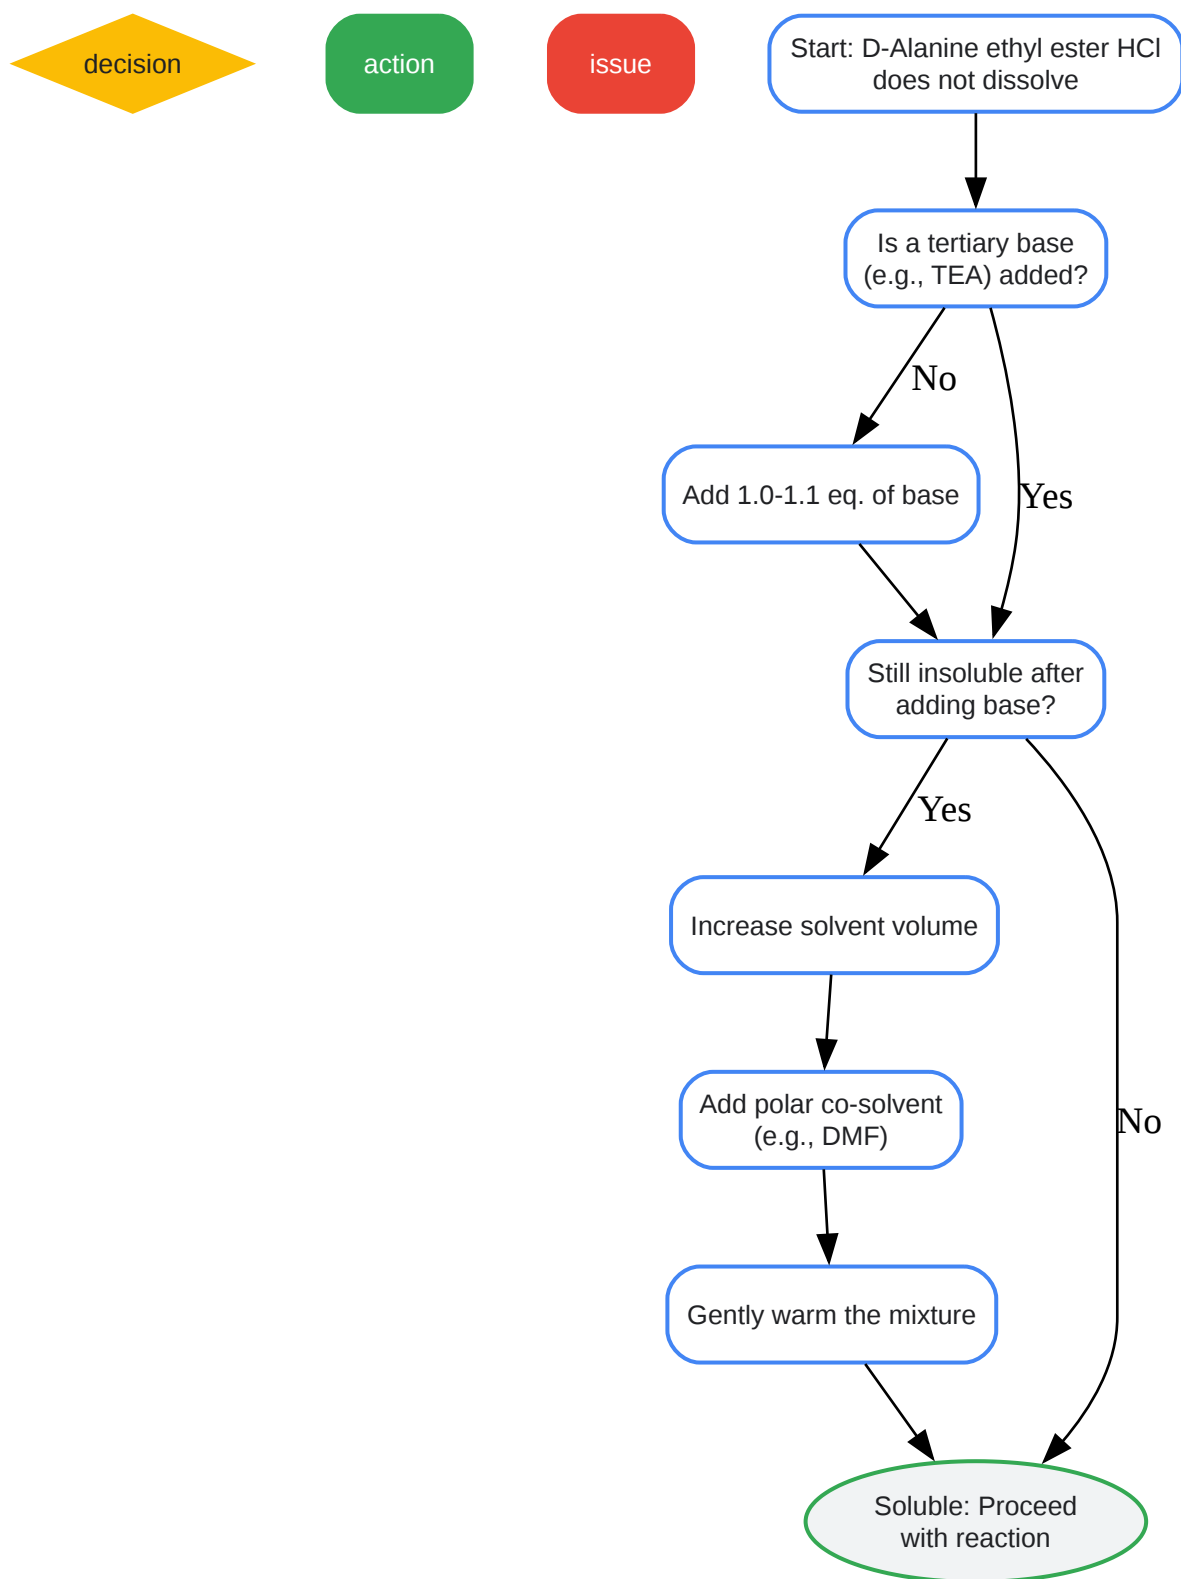 decision
action
issue
Start: D-Alanine ethyl ester HCl
does not dissolve
Is a tertiary base
(e.g., TEA) added?
No
Add 1.0-1.1 eq. of base
Yes
Still insoluble after
adding base?
Yes
Increase solvent volume
Add polar co-solvent
(e.g., DMF)
No
Gently warm the mixture
Soluble: Proceed
with reaction